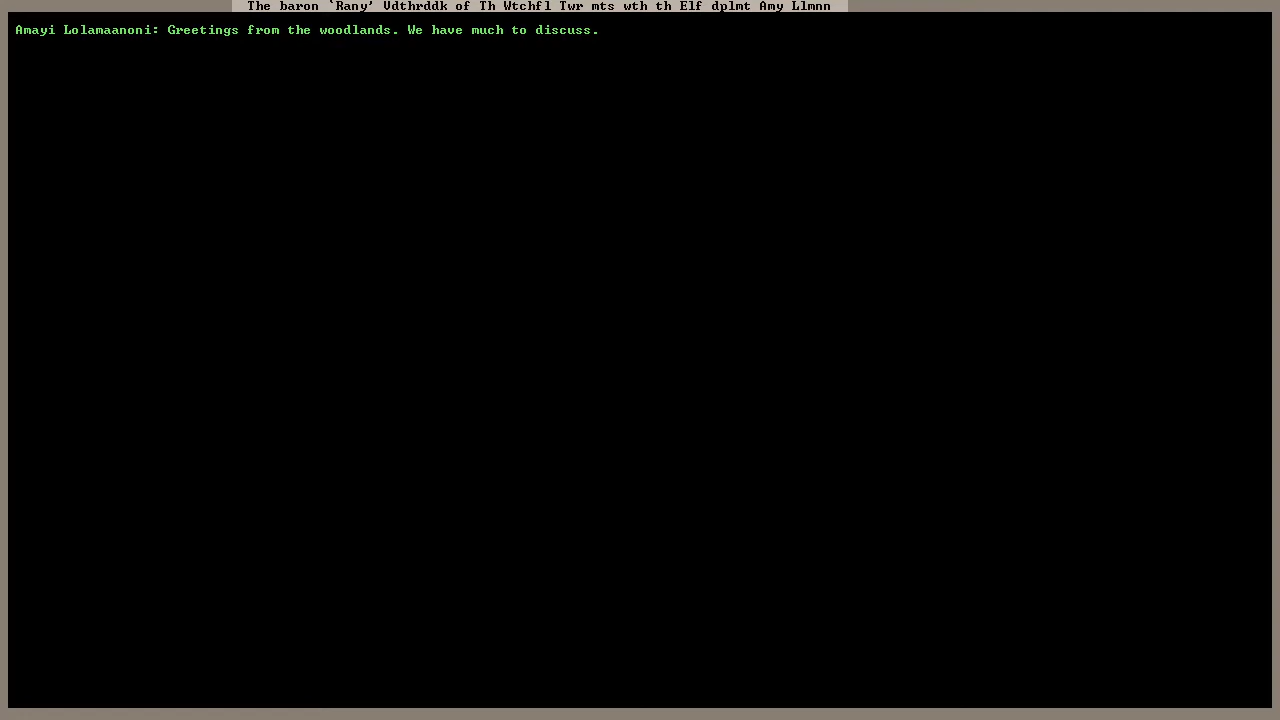 The baron `Rany' Vdthrddk of Th Wtchfl Twr mts wth th Elf dplmt Amy Llmnn
Amayi Lolamaanoni: Greetings from the woodlands. We have much to discuss.